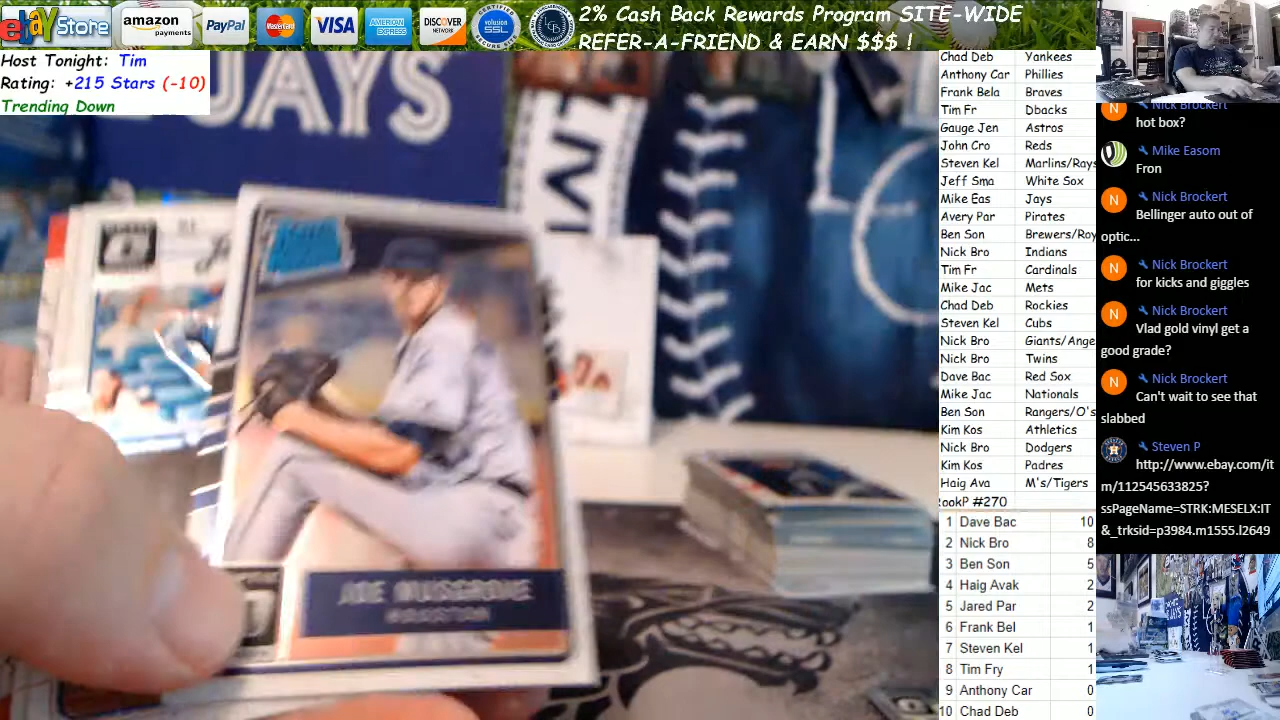 ebay Store
amazon
payments
PayPal
MasterCard
VISA
AMERICAN EXPRESS
DISCOVER
NETWORK
volusion
SSL
2% Cash Back Rewards Program SITE-WIDE
REFER-A-FRIEND & EARN $$$ !
Host Tonight: Tim
Rating: +215 Stars (-10)
Trending Down
JAYS
JOE MUSGROVE
HOUSTON
Chad Deb Yankees
Anthony Car Phillies
Frank Bela Braves
Tim Fr Dbacks
Gauge Jen Astros
John Cro Reds
Steven Kel Marlins/Rays
Jeff Sma White Sox
Mike Eas Jays
Avery Par Pirates
Ben Son Brewers/Roy
Nick Bro Indians
Tim Fr Cardinals
Mike Jac Mets
Chad Deb Rockies
Steven Kel Cubs
Nick Bro Giants/Ange
Nick Bro Twins
Dave Bac Red Sox
Mike Jac Nationals
Ben Son Rangers/O's
Kim Kos Athletics
Nick Bro Dodgers
Kim Kos Padres
Haig Ava M's/Tigers
RookP #270
1 Dave Bac 10
2 Nick Bro 8
3 Ben Son 5
4 Haig Avak 2
5 Jared Par 2
6 Frank Bel 1
7 Steven Kel 1
8 Tim Fry 1
9 Anthony Car 0
10 Chad Deb 0
N Nick Brockert
hot box?
Mike Easom
Fron
N Nick Brockert
Bellinger auto out of
optic...
N Nick Brockert
for kicks and giggles
N Nick Brockert
Vlad gold vinyl get a
good grade?
N Nick Brockert
Can't wait to see that
slabbed
Steven P
http://www.ebay.com/it
m/112545633825?
ssPageName=STRK:MESELX:IT
&_trksid=p3984.m1555.l2649